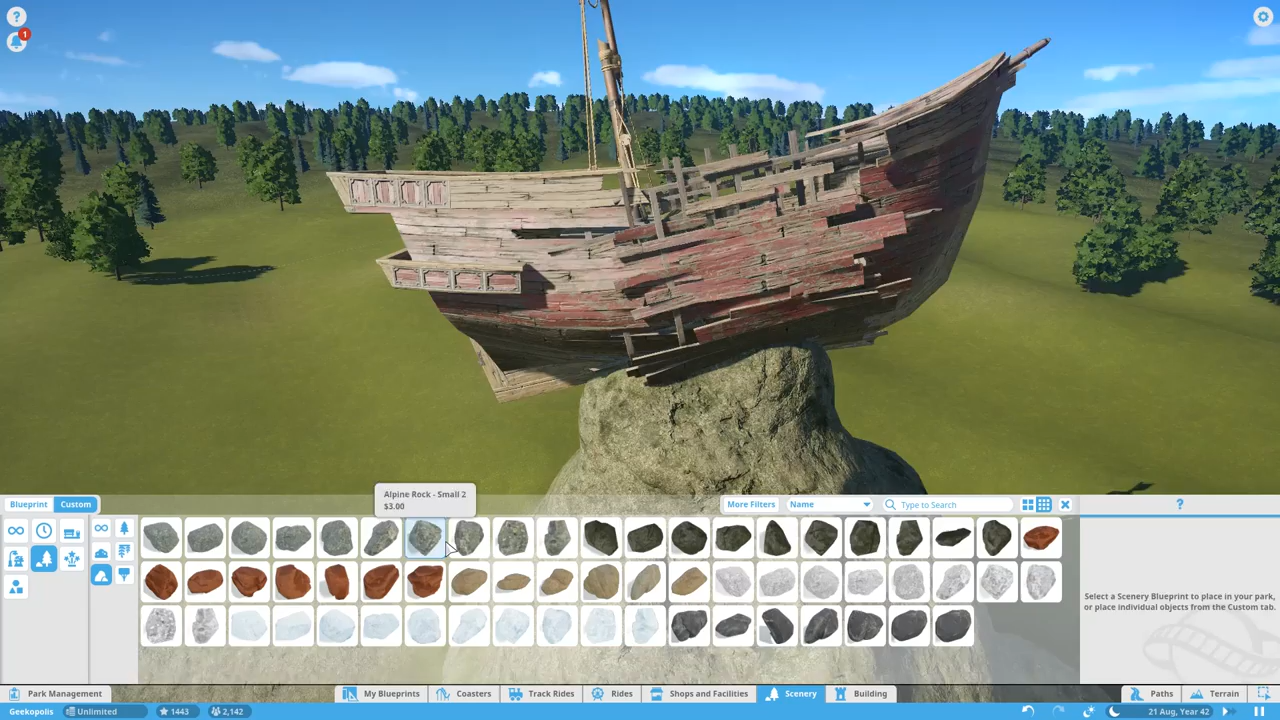 ?
1
Alpine Rock - Small 2
$3.00
Blueprint
Custom
More Filters
Name
Type to Search
?
Select a Scenery Blueprint to place in your park, or place individual objects from the Custom tab.
Park Management
My Blueprints
Coasters
Track Rides
Rides
Shops and Facilities
Scenery
Building
Paths
Terrain
Geekopolis
Unlimited
1443
2,142
21 Aug, Year 42